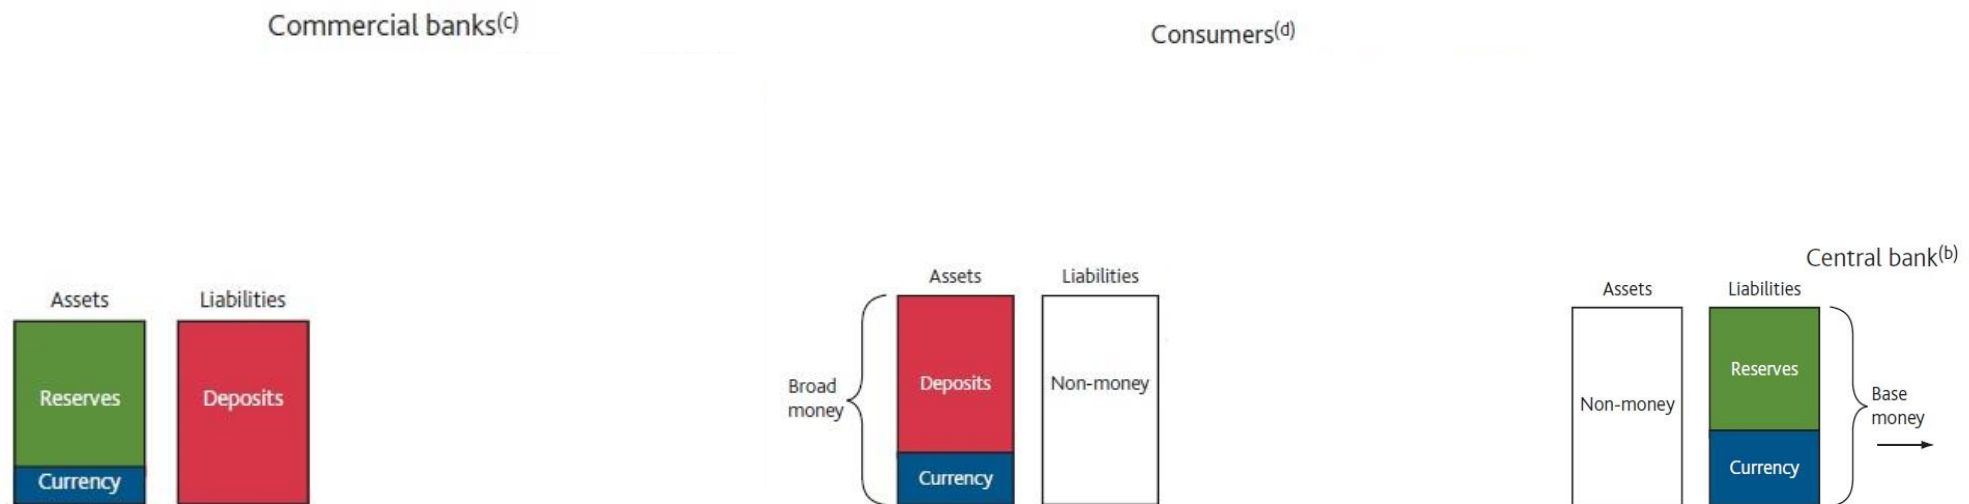 Commercial banks(c)
Consumers(d)
Central bank(b)
Assets
Liabilities
Reserves
Deposits
Currency
Assets
Liabilities
Broad
money
Deposits
Non-money
Currency
Assets
Liabilities
Non-money
Reserves
Currency
Base
money